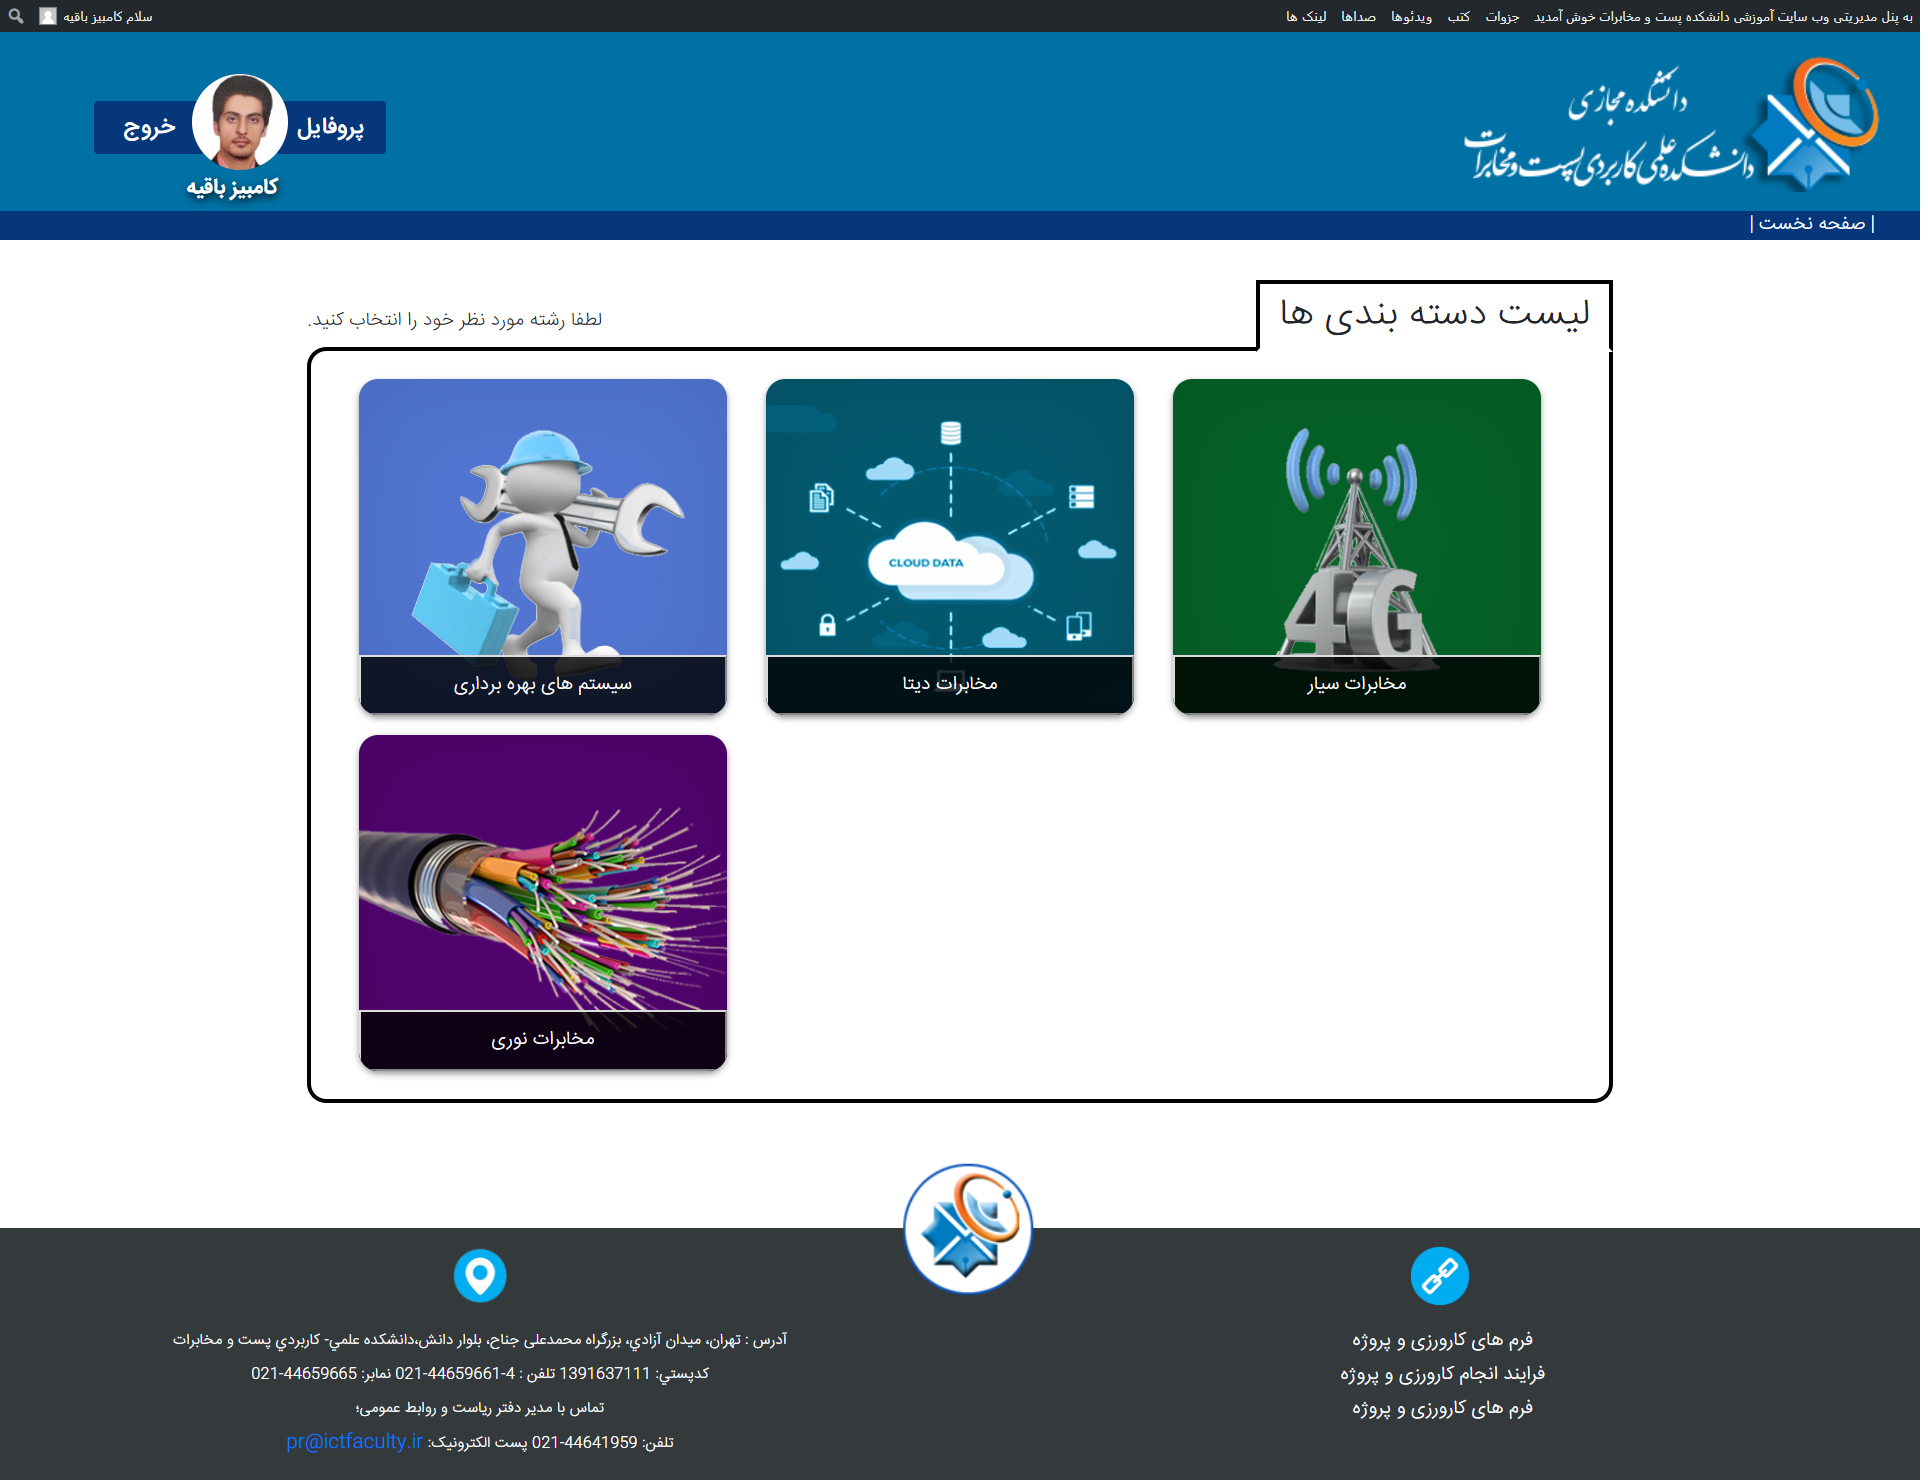 به پنل مدیریتی وب سایت آموزشی دانشکده پست و مخابرات خوش آمدید
جزوات
کتب
ویدئوها
صداها
لینک ها
سلام کامبیز باقیه
دانشکده مجازی
دانشکده علمی کاربردی پست و مخابرات
پروفایل
خروج
کامبیز باقیه
| صفحه نخست |
لیست دسته بندی ها
لطفا رشته مورد نظر خود را انتخاب کنید.
4G
مخابرات سیار
CLOUD DATA
مخابرات دیتا
سیستم های بهره برداری
مخابرات نوری
فرم های کارورزی و پروژه
فرایند انجام کارورزی و پروژه
فرم های کارورزی و پروژه
آدرس : تهران، میدان آزادي، بزرگراه محمدعلی جناح، بلوار دانش،دانشکده علمي- کاربردي پست و مخابرات
کدپستي: 1391637111 تلفن : 4-44659661-021 نمابر: 44659665-021
تماس با مدیر دفتر ریاست و روابط عمومی؛
تلفن: 44641959-021 پست الکترونیک: pr@ictfaculty.ir